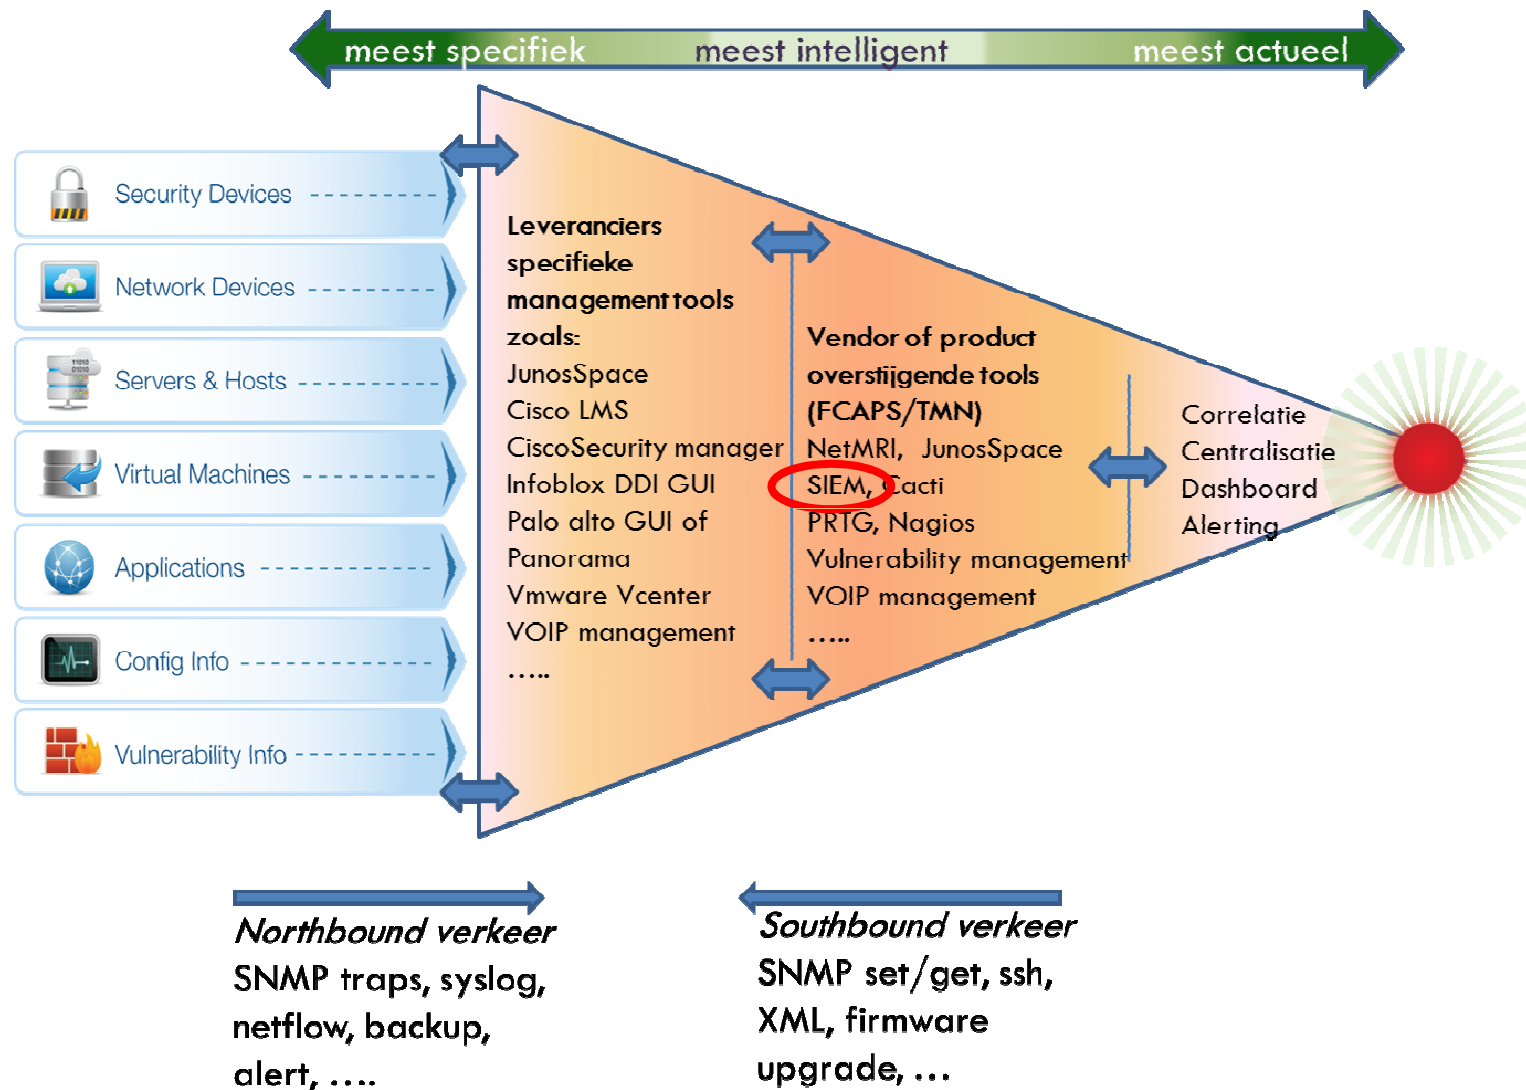 meest specifiek meest intelligent meest actueel
Security Devices
Network Devices
Servers & Hosts
Virtual Machines
Applications
Config Info
Vulnerability Info
Leveranciers
specifieke
management tools
zoals:
JunosSpace
Cisco LMS
CiscoSecurity manager
Infoblox DDI GUI
Palo alto GUI of
Panorama
Vmware Vcenter
VOIP management
.....
Vendor of product
overstijgende tools
(FCAPS/TMN)
NetMRI, JunosSpace
SIEM, Cacti
PRTG, Nagios
Vulnerability management
VOIP management
.....
Correlatie
Centralisatie
Dashboard
Alerting
Northbound verkeer
SNMP traps, syslog,
netflow, backup,
alert, ....
Southbound verkeer
SNMP set/get, ssh,
XML, firmware
upgrade, ...